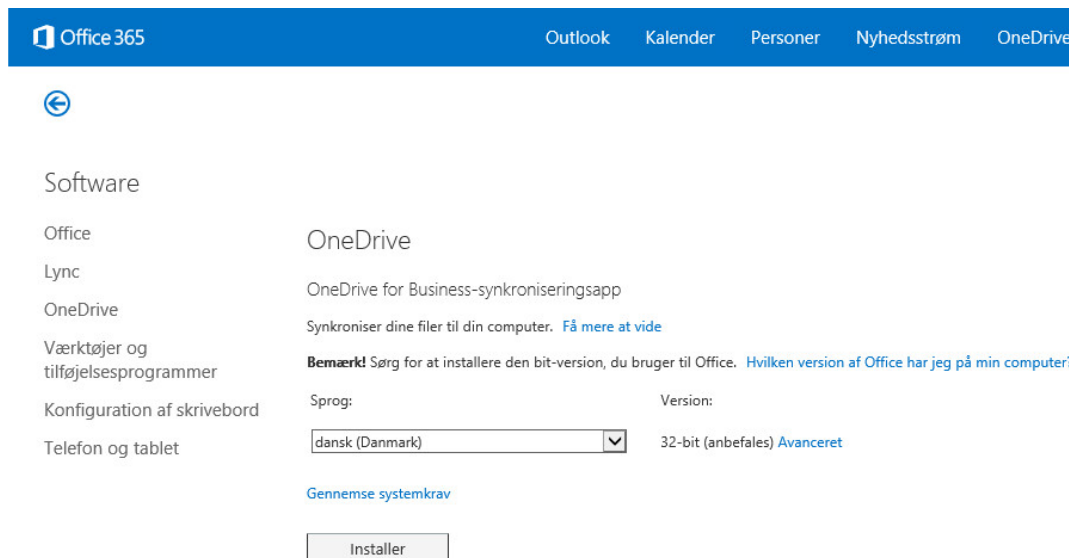 Office 365
Outlook Kalender Personer Nyhedsstrøm OneDrive
Software
Office
Lync
OneDrive
Værktøjer og
tilføjelsesprogrammer
Konfiguration af skrivebord
Telefon og tablet
OneDrive
OneDrive for Business-synkroniseringsapp
Synkroniser dine filer til din computer. Få mere at vide
Bemærk! Sørg for at installere den bit-version, du bruger til Office. Hvilken version af Office har jeg på min computer?
Sprog: Version:
dansk (Danmark) 32-bit (anbefales) Avanceret
Gennemse systemkrav
Installer